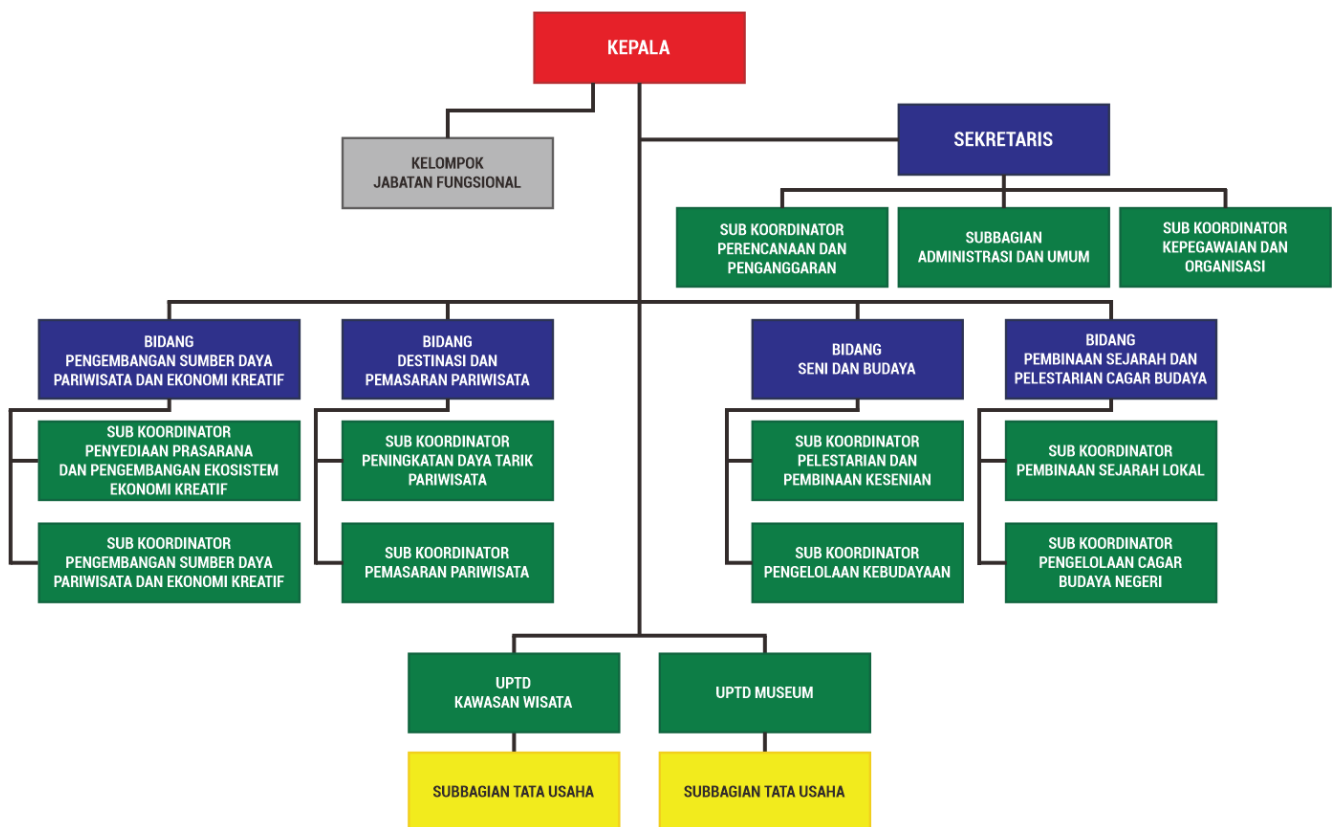 KEPALA
KELOMPOK
JABATAN FUNGSIONAL
SEKRETARIS
SUB KOORDINATOR
PERENCANAAN DAN
PENGANGGARAN
SUBBAGIAN
ADMINISTRASI DAN UMUM
SUB KOORDINATOR
KEPEGAWAIAN DAN
ORGANISASI
BIDANG
PENGEMBANGAN SUMBER DAYA
PARIWISATA DAN EKONOMI KREATIF
BIDANG
DESTINASI DAN
PEMASARAN PARIWISATA
BIDANG
SENI DAN BUDAYA
BIDANG
PEMBINAAN SEJARAH DAN
PELESTARIAN CAGAR BUDAYA
SUB KOORDINATOR
PENYEDIAAN PRASARANA
DAN PENGEMBANGAN EKOSISTEM
EKONOMI KREATIF
SUB KOORDINATOR
PENINGKATAN DAYA TARIK
PARIWISATA
SUB KOORDINATOR
PELESTARIAN DAN
PEMBINAAN KESENIAN
SUB KOORDINATOR
PEMBINAAN SEJARAH LOKAL
SUB KOORDINATOR
PENGEMBANGAN SUMBER DAYA
PARIWISATA DAN EKONOMI KREATIF
SUB KOORDINATOR
PEMASARAN PARIWISATA
SUB KOORDINATOR
PENGELOLAAN KEBUDAYAAN
SUB KOORDINATOR
PENGELOLAAN CAGAR
BUDAYA NEGERI
UPTD
KAWASAN WISATA
UPTD MUSEUM
SUBBAGIAN TATA USAHA
SUBBAGIAN TATA USAHA